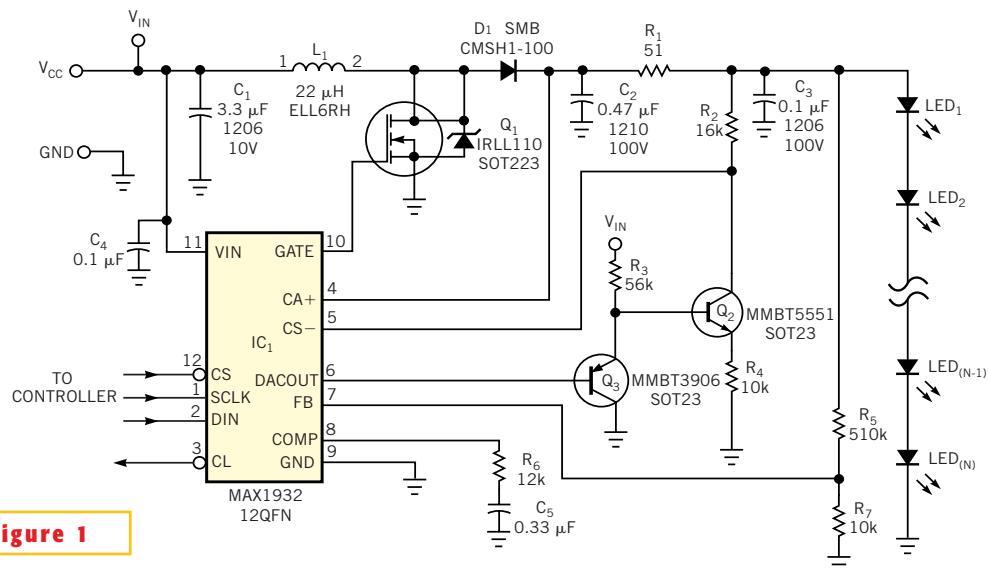 VIN
VCC
GND
L1
1 2
22 µH
ELL6RH
D1 SMB
CMSH1-100
R1
51
C1
3.3 µF
1206
10V
C2
0.47 µF
1210
100V
R2
16k
C3
0.1 µF
1206
100V
Q1
IRLL110
SOT223
LED1
LED2
LED(N-1)
LED(N)
C4
0.1 µF
11 VIN
GATE 10
CA+ 4
CS− 5
IC1
12 CS
1 SCLK
2 DIN
3 CL
DACOUT 6
FB 7
COMP 8
GND 9
MAX1932
12QFN
TO
CONTROLLER
VIN
R3
56k
Q2
MMBT5551
SOT23
Q3
MMBT3906
SOT23
R4
10k
R5
510k
R6
12k
C5
0.33 µF
R7
10k
igure 1